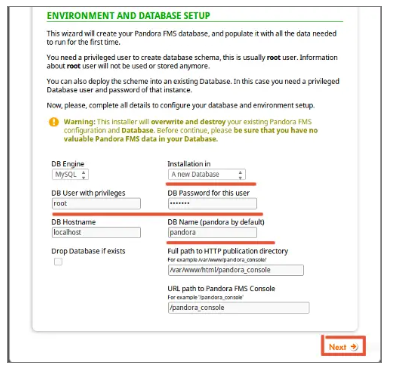 ENVIRONMENT AND DATABASE SETUP
This wizard will create your Pandora FMS database, and populate it with all the data needed
to run for the first time.
You need a privileged user to create database schema, this is usually root user. Information
about root user will not be used or stored anymore.
You can also deploy the scheme into an existing Database. In this case you need a privileged
Database user and password of that instance.
Now, please, complete all details to configure your database and environment setup.
Warning: This installer will overwrite and destroy your existing Pandora FMS
configuration and Database. Before continue, please be sure that you have no
valuable Pandora FMS data in your Database.
DB Engine Installation in
MySQL A new Database
DB User with privileges DB Password for this user
root •••••••
DB Hostname DB Name (pandora by default)
localhost pandora
Drop Database if exists Full path to HTTP publication directory
For example /var/www/pandora_console/
/var/www/html/pandora_console
URL path to Pandora FMS Console
For example '/pandora_console'
/pandora_console
Next